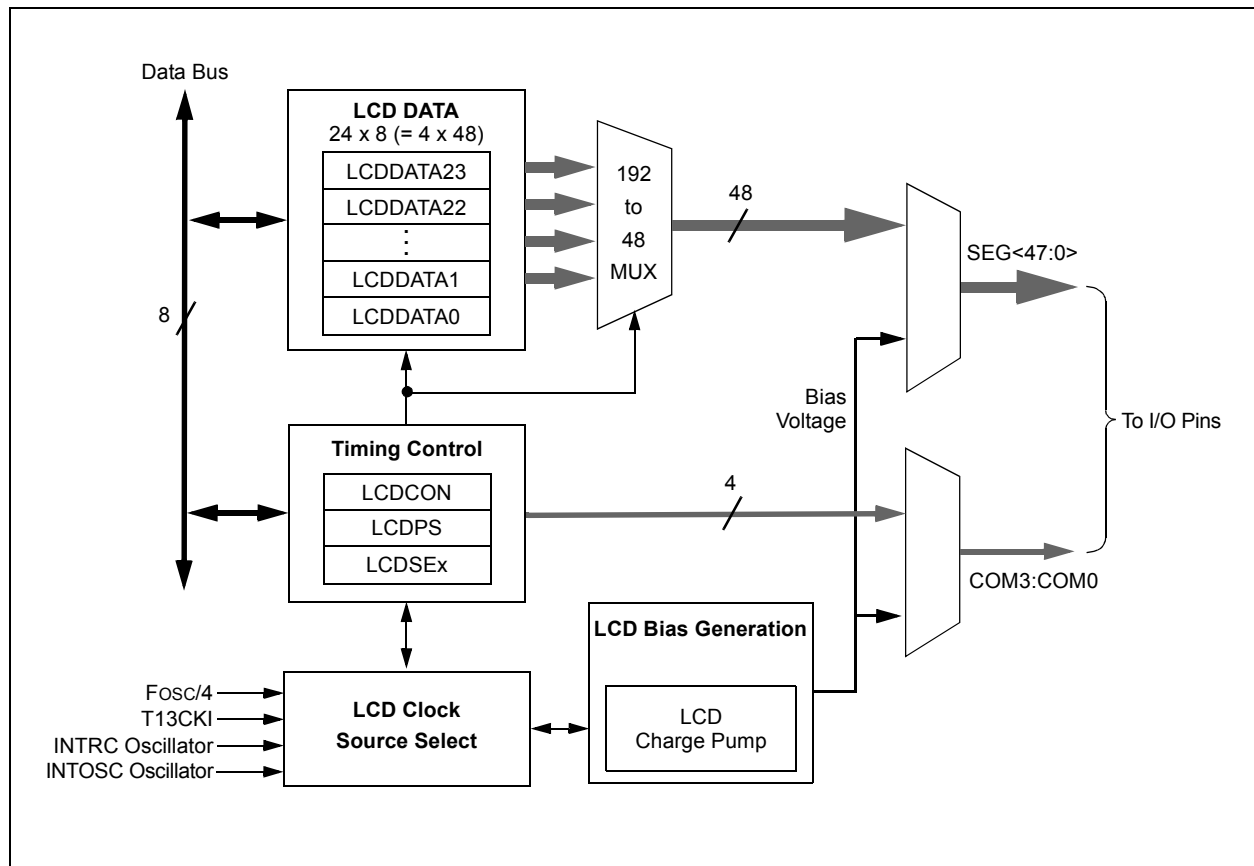 Data Bus
LCD DATA
24 x 8 (= 4 x 48)
LCDDATA23
LCDDATA22
⋮
LCDDATA1
LCDDATA0
192
to
48
MUX
48
SEG<47:0>
8
Bias
Voltage
To I/O Pins
Timing Control
LCDCON
LCDPS
LCDSEx
4
COM3:COM0
LCD Bias Generation
LCD
Charge Pump
FOSC/4
T13CKI
INTRC Oscillator
INTOSC Oscillator
LCD Clock
Source Select